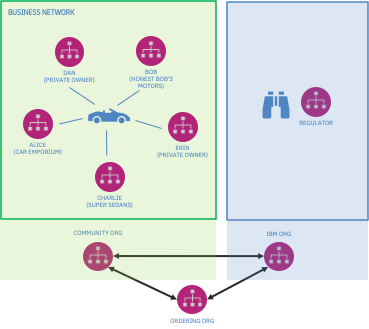 BUSINESS NETWORK
DAN
(PRIVATE OWNER)
BOB
(HONEST BOB'S
MOTORS)
ALICE
(CAR EMPORIUM)
ERIN
(PRIVATE OWNER)
CHARLIE
(SUPER SEDANS)
REGULATOR
COMMUNITY ORG
IBM ORG
ORDERING ORG